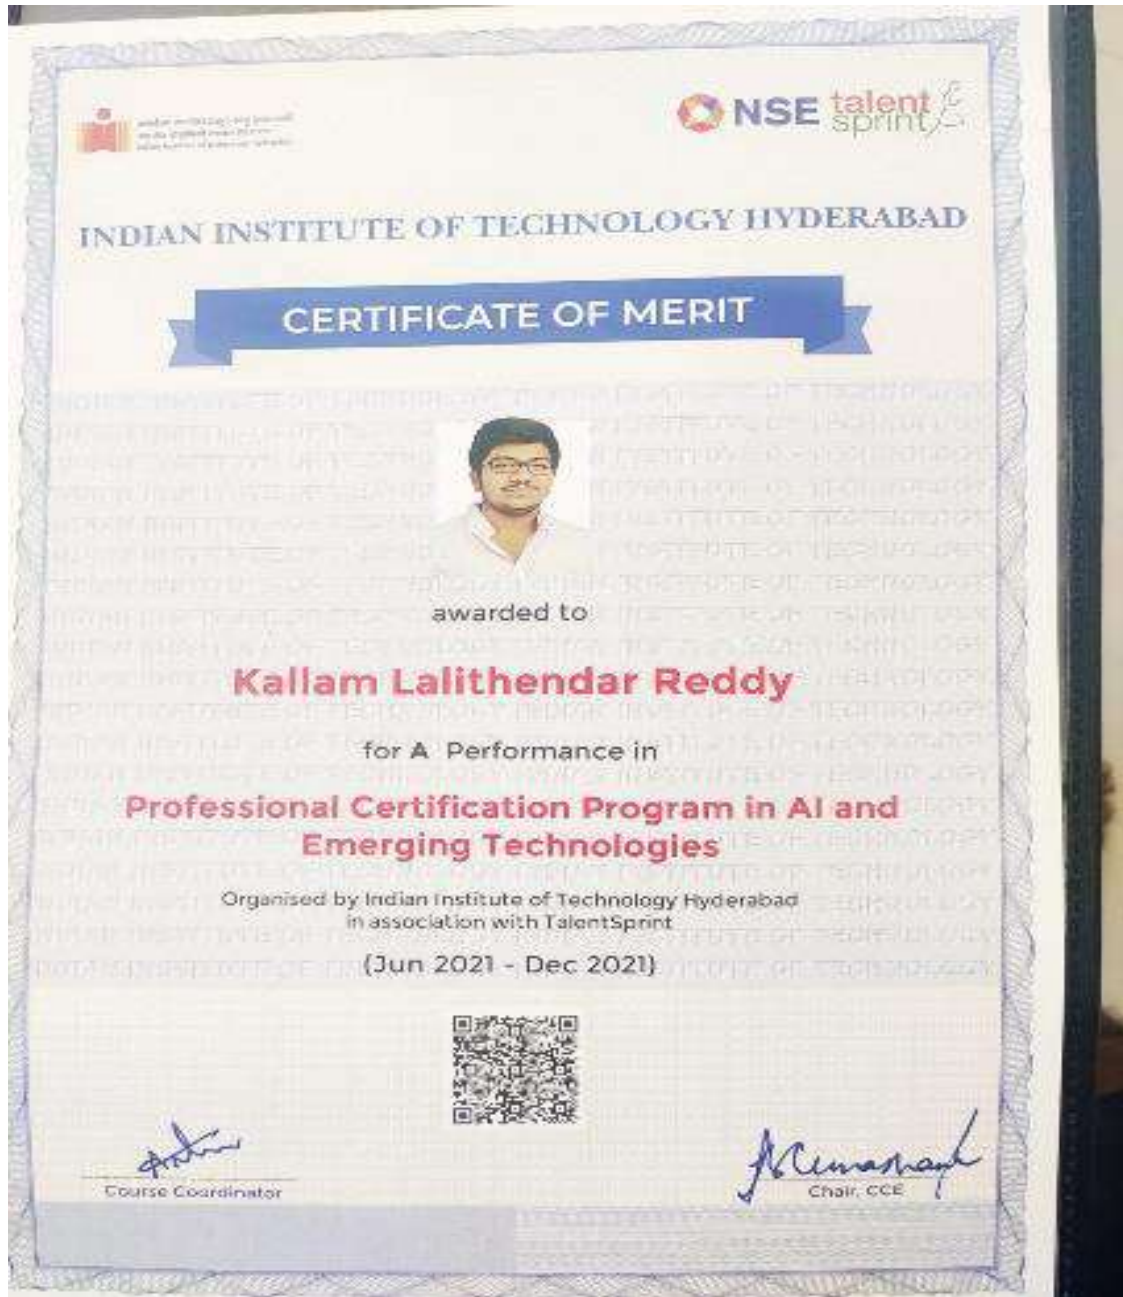 NSE talent
sprint
INDIAN INSTITUTE OF TECHNOLOGY HYDERABAD
CERTIFICATE OF MERIT
awarded to
Kallam Lalithendar Reddy
for A Performance in
Professional Certification Program in AI and
Emerging Technologies
Organised by Indian Institute of Technology Hyderabad
in association with TalentSprint
(Jun 2021 - Dec 2021)
Course Coordinator
Chair, CCE